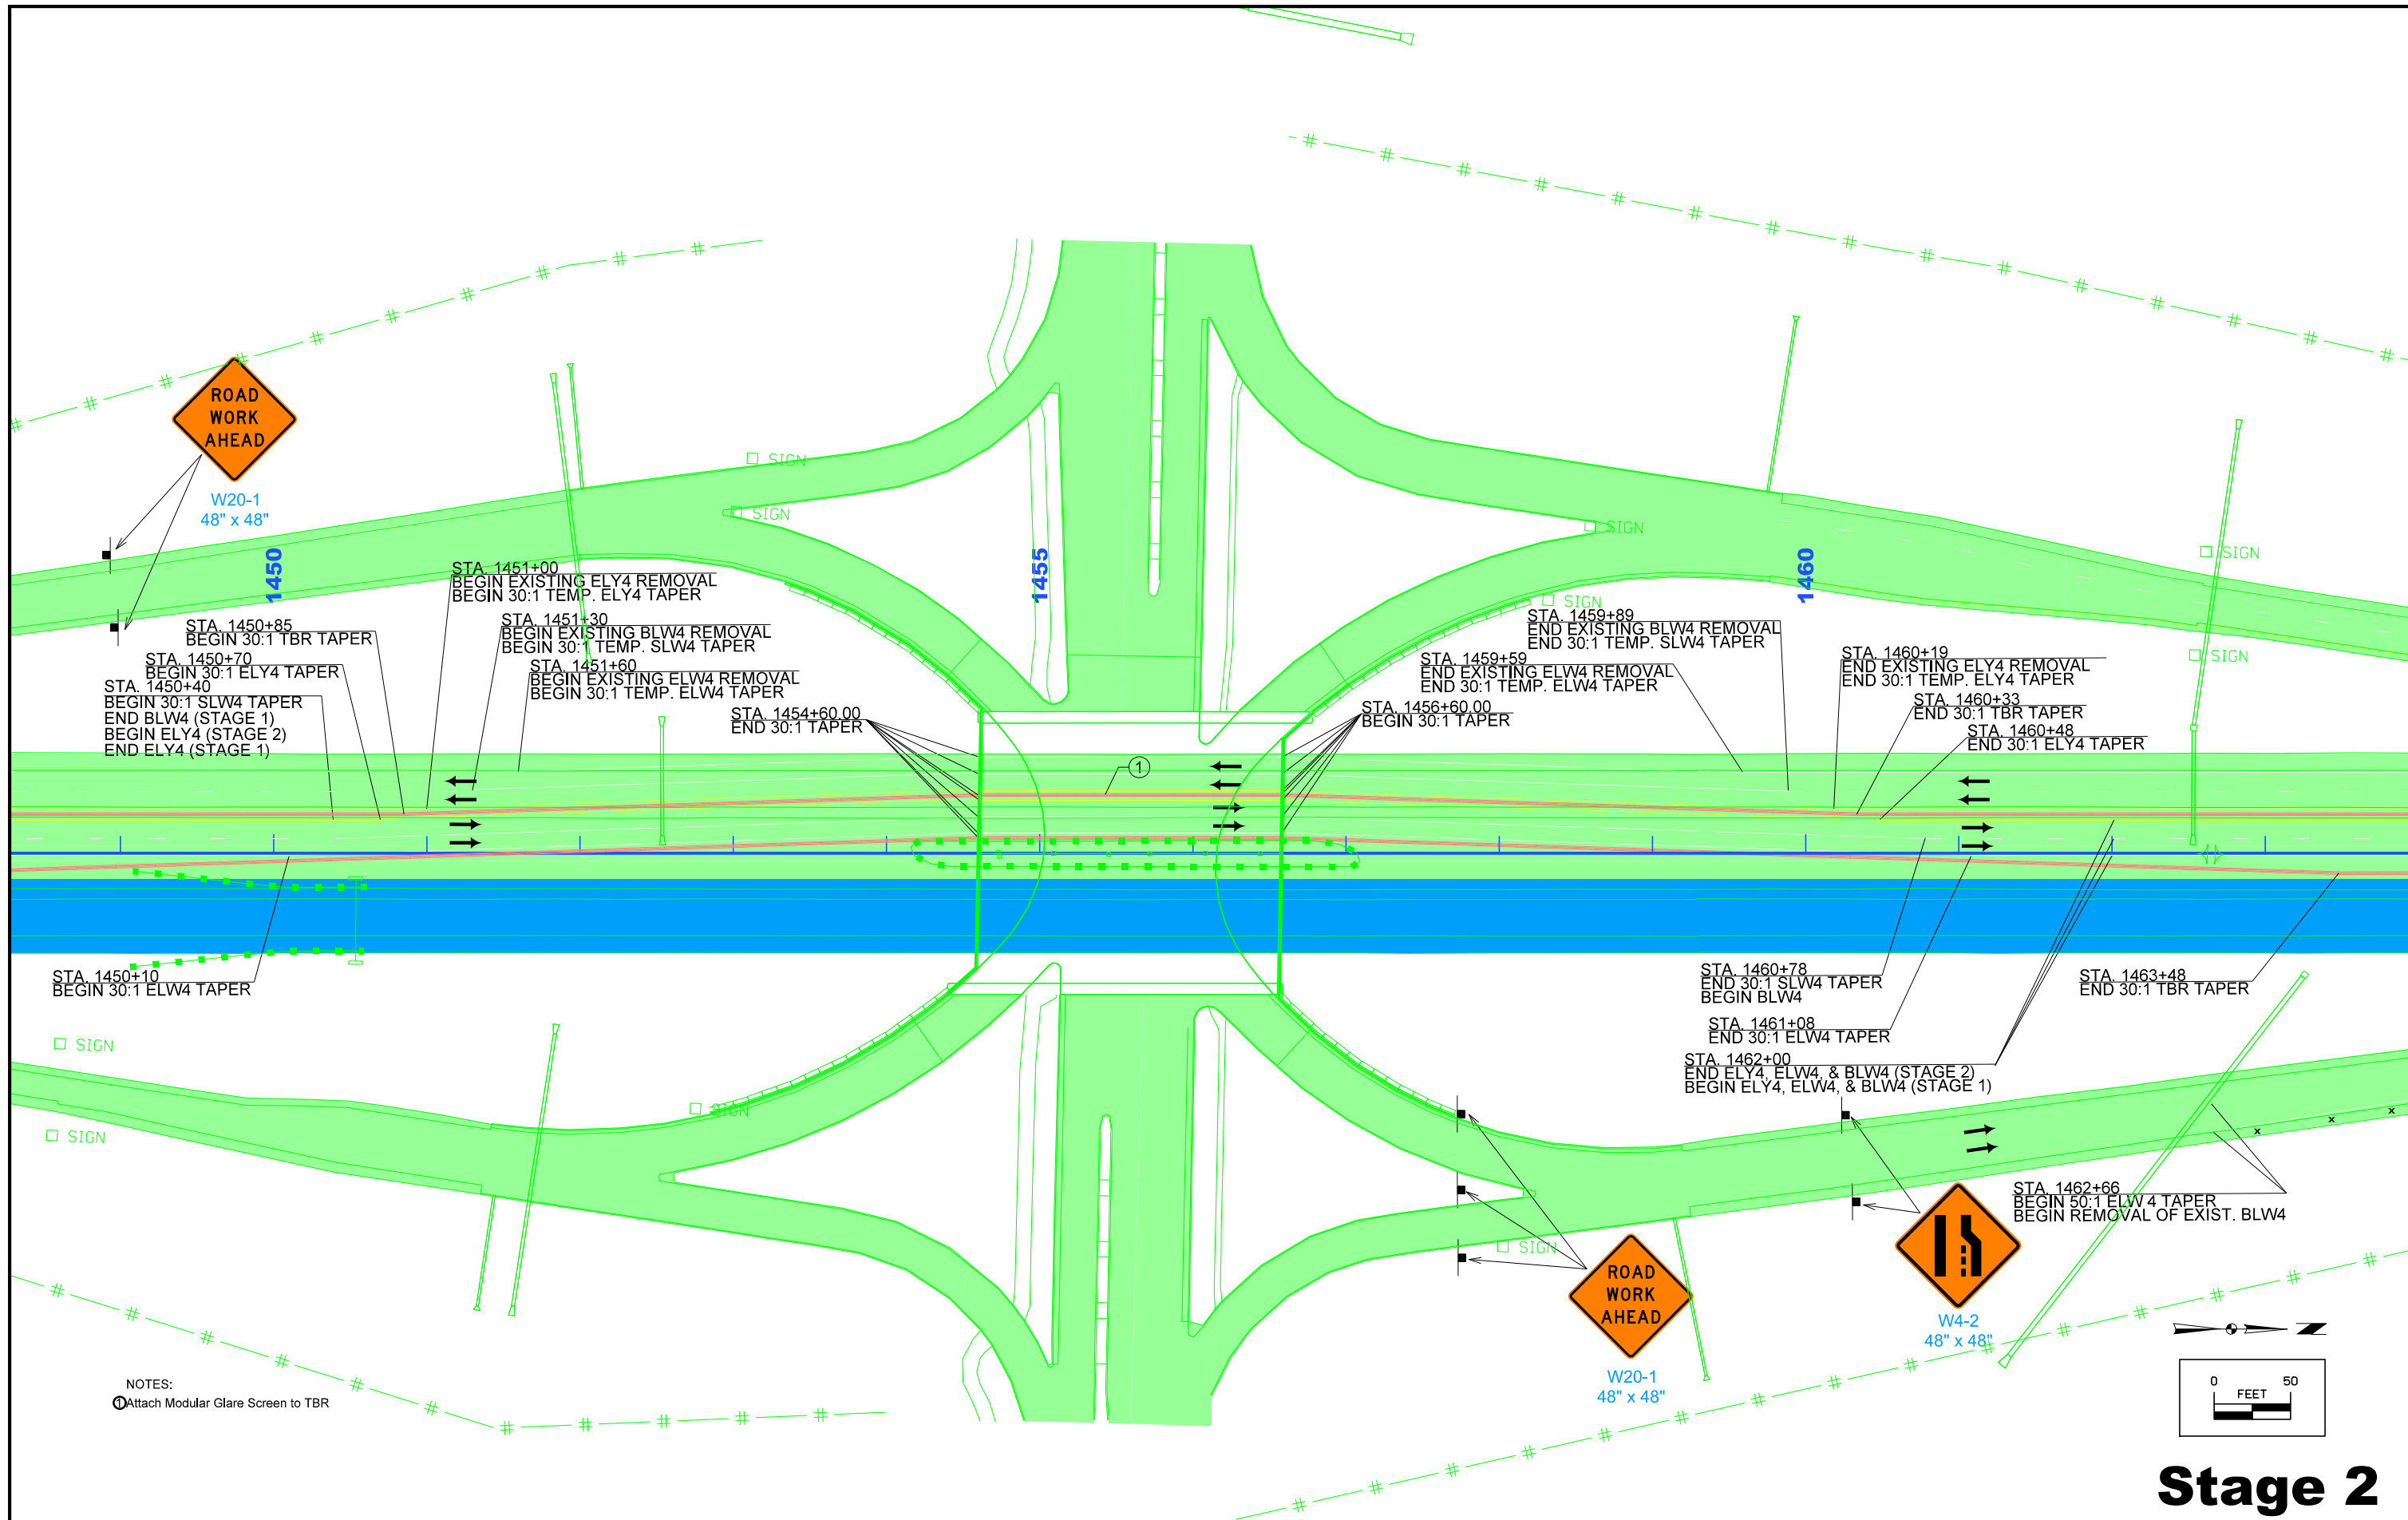 ROAD
WORK
AHEAD
W20-1
48" x 48"
SIGN
SIGN
SIGN
SIGN
SIGN
SIGN
1450
1455
1460
STA. 1451+00
BEGIN EXISTING ELY4 REMOVAL
BEGIN 30:1 TEMP. ELY4 TAPER
STA. 1451+30
BEGIN EXISTING BLW4 REMOVAL
BEGIN 30:1 TEMP. SLW4 TAPER
STA. 1451+60
BEGIN EXISTING ELW4 REMOVAL
BEGIN 30:1 TEMP. ELW4 TAPER
STA. 1450+85
BEGIN 30:1 TBR TAPER
STA. 1450+70
BEGIN 30:1 ELY4 TAPER
STA. 1450+40
BEGIN 30:1 SLW4 TAPER
END BLW4 (STAGE 1)
BEGIN ELY4 (STAGE 2)
END ELY4 (STAGE 1)
STA. 1454+60.00
END 30:1 TAPER
1
STA. 1456+60.00
BEGIN 30:1 TAPER
STA. 1459+89
END EXISTING BLW4 REMOVAL
END 30:1 TEMP. SLW4 TAPER
STA. 1459+59
END EXISTING ELW4 REMOVAL
END 30:1 TEMP. ELW4 TAPER
STA. 1460+19
END EXISTING ELY4 REMOVAL
END 30:1 TEMP. ELY4 TAPER
STA. 1460+33
END 30:1 TBR TAPER
STA. 1460+48
END 30:1 ELY4 TAPER
STA. 1450+10
BEGIN 30:1 ELW4 TAPER
STA. 1460+78
END 30:1 SLW4 TAPER
BEGIN BLW4
STA. 1461+08
END 30:1 ELW4 TAPER
STA. 1462+00
END ELY4, ELW4, & BLW4 (STAGE 2)
BEGIN ELY4, ELW4, & BLW4 (STAGE 1)
STA. 1463+48
END 30:1 TBR TAPER
SIGN
SIGN
SIGN
SIGN
STA. 1462+66
BEGIN 50:1 ELW 4 TAPER
BEGIN REMOVAL OF EXIST. BLW4
ROAD
WORK
AHEAD
W20-1
48" x 48"
W4-2
48" x 48"
NOTES:
1 Attach Modular Glare Screen to TBR
0 50
FEET
Stage 2